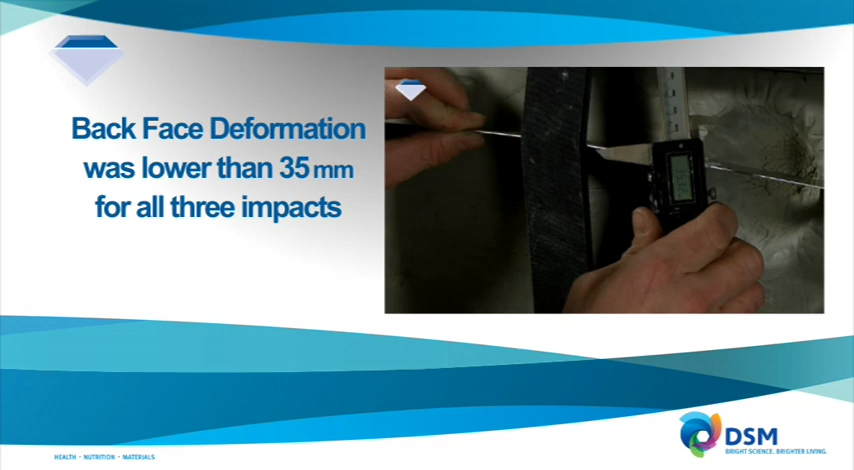 Back Face Deformation
was lower than 35 mm
for all three impacts
HEALTH · NUTRITION · MATERIALS
DSM
BRIGHT SCIENCE. BRIGHTER LIVING.